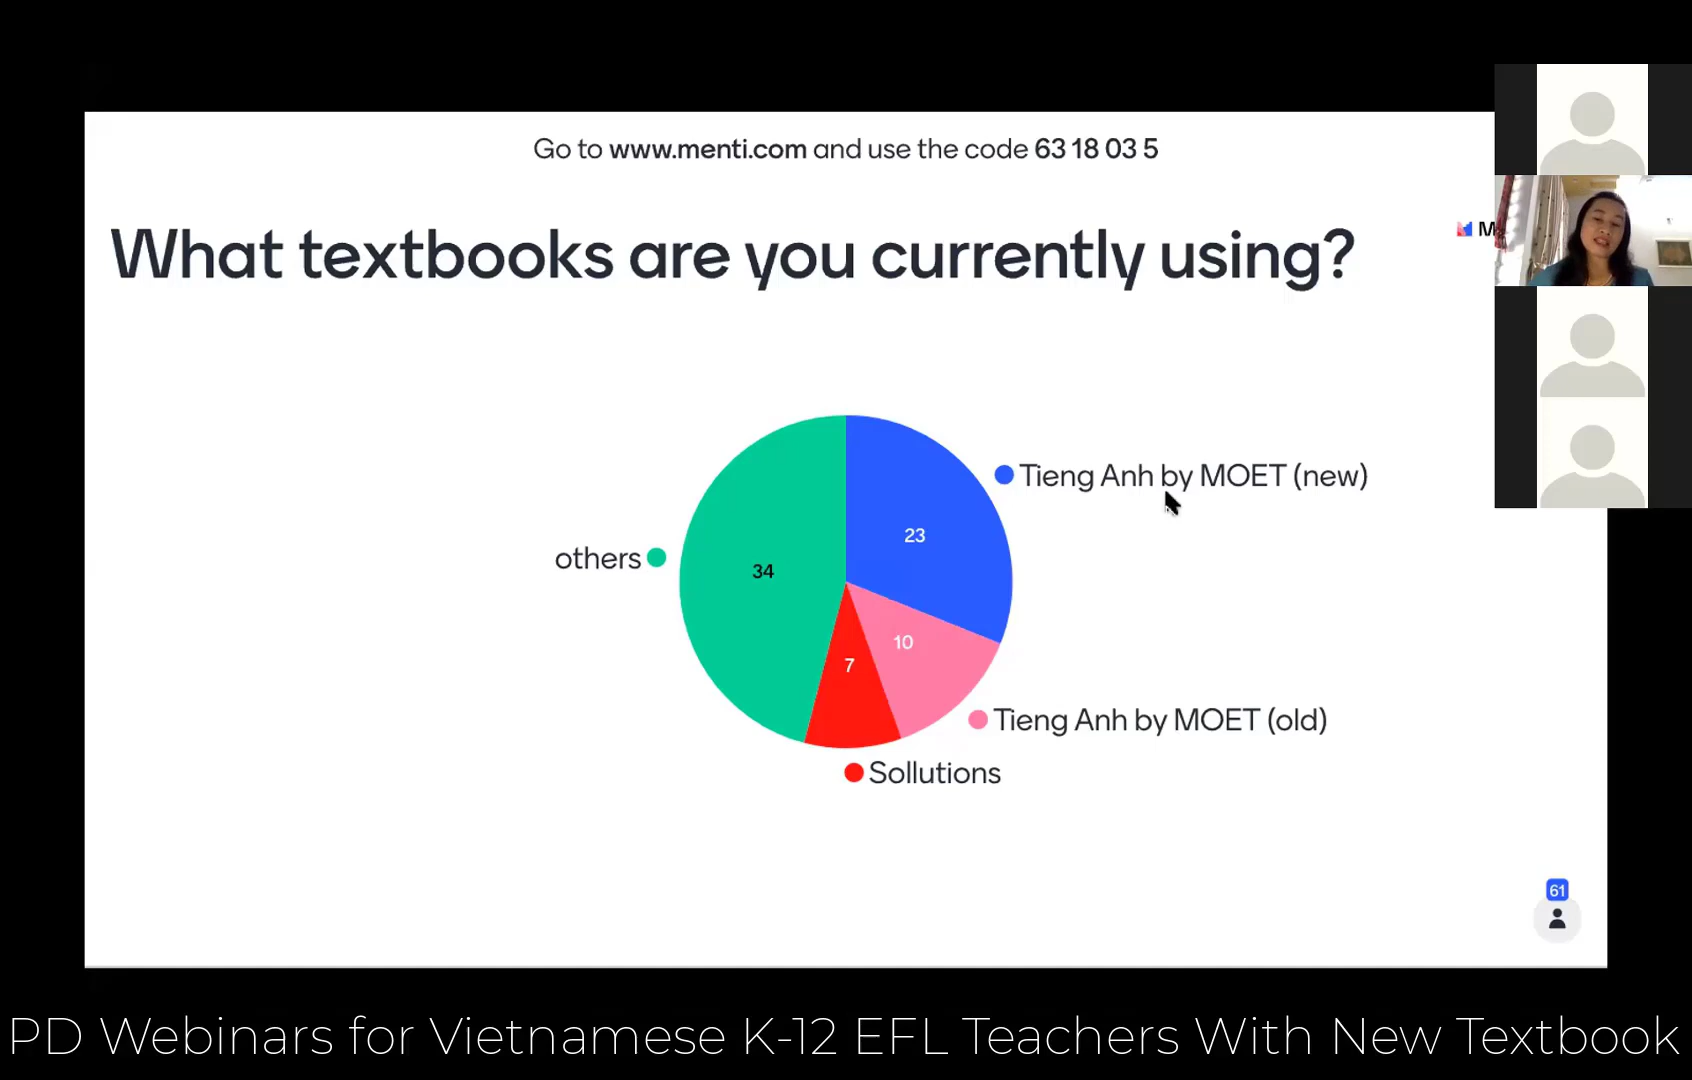 Go to www.menti.com and use the code 63 18 03 5
What textbooks are you currently using?
M
Tieng Anh by MOET (new)
23
others
34
10
7
Tieng Anh by MOET (old)
Sollutions
61
PD Webinars for Vietnamese K-12 EFL Teachers With New Textbook